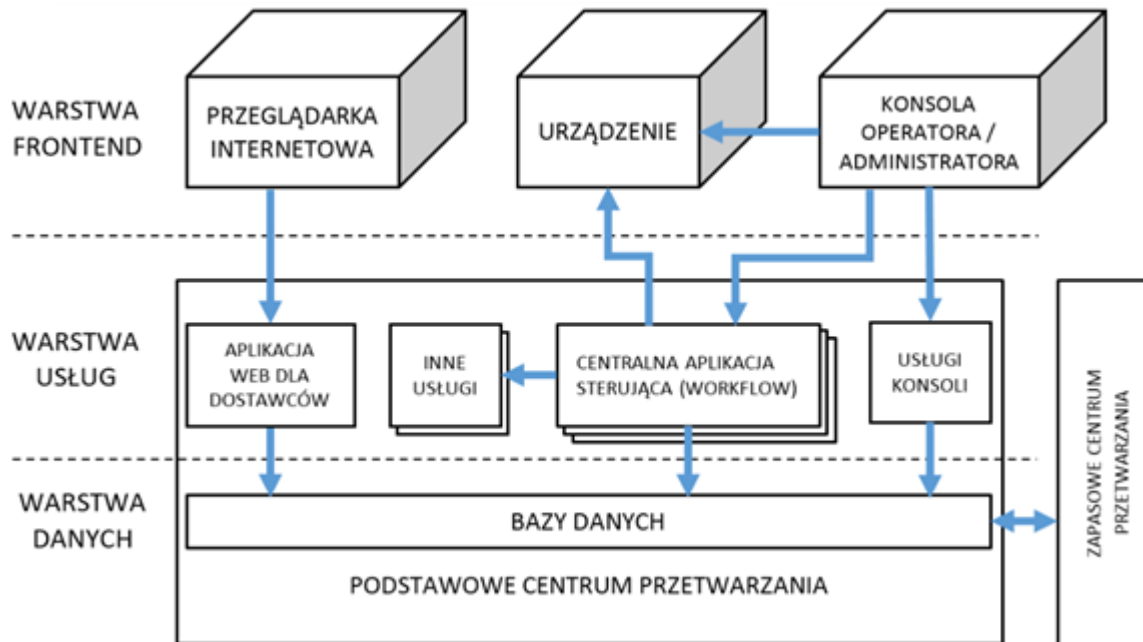 WARSTWA
FRONTEND
PRZEGLĄDARKA
INTERNETOWA
URZĄDZENIE
KONSOLA
OPERATORA /
ADMINISTRATORA
WARSTWA
USŁUG
APLIKACJA
WEB DLA
DOSTAWCÓW
INNE
USŁUGI
CENTRALNA APLIKACJA
STERUJĄCA (WORKFLOW)
USŁUGI
KONSOLI
ZAPASOWE CENTRUM
PRZETWARZANIA
WARSTWA
DANYCH
BAZY DANYCH
PODSTAWOWE CENTRUM PRZETWARZANIA